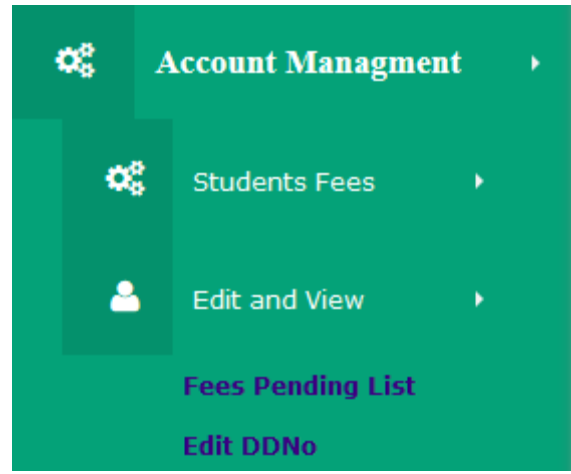 Account Managment
Students Fees
Edit and View
Fees Pending List
Edit DDNo